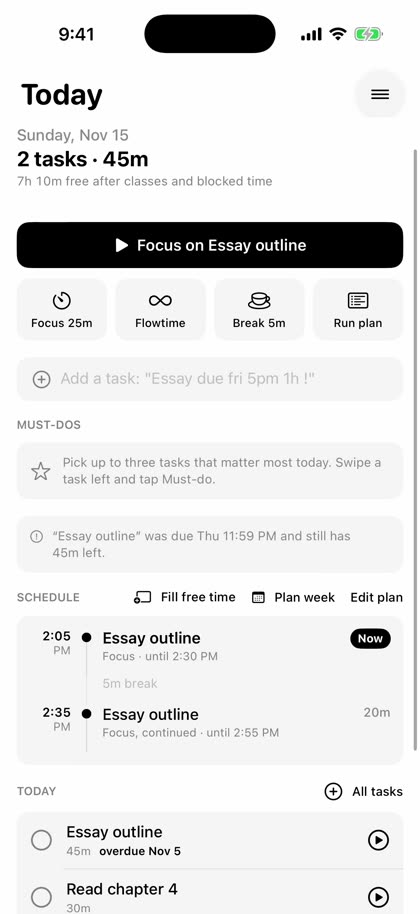 9:41
Today
Sunday, Nov 15
2 tasks · 45m
7h 10m free after classes and blocked time
Focus on Essay outline
Focus 25m
Flowtime
Break 5m
Run plan
Add a task: "Essay due fri 5pm 1h !"
MUST-DOS
Pick up to three tasks that matter most today. Swipe a
task left and tap Must-do.
“Essay outline” was due Thu 11:59 PM and still has
45m left.
SCHEDULE Fill free time Plan week Edit plan
2:05 Essay outline Now
PM Focus · until 2:30 PM
5m break
2:35 Essay outline 20m
PM Focus, continued · until 2:55 PM
TODAY All tasks
Essay outline
45m overdue Nov 5
Read chapter 4
30m